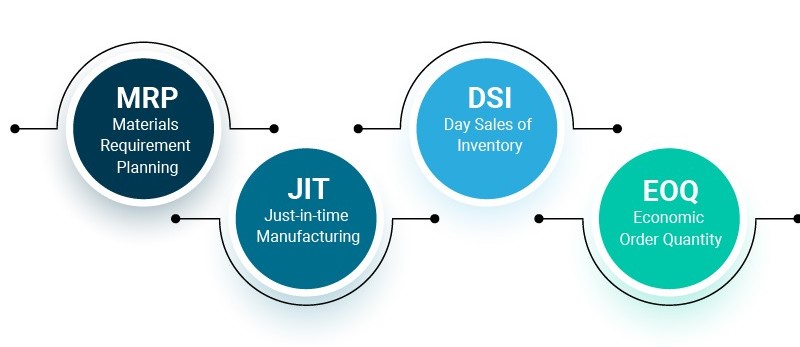 MRP
Materials
Requirement
Planning
JIT
Just-in-time
Manufacturing
DSI
Day Sales of
Inventory
EOQ
Economic
Order Quantity